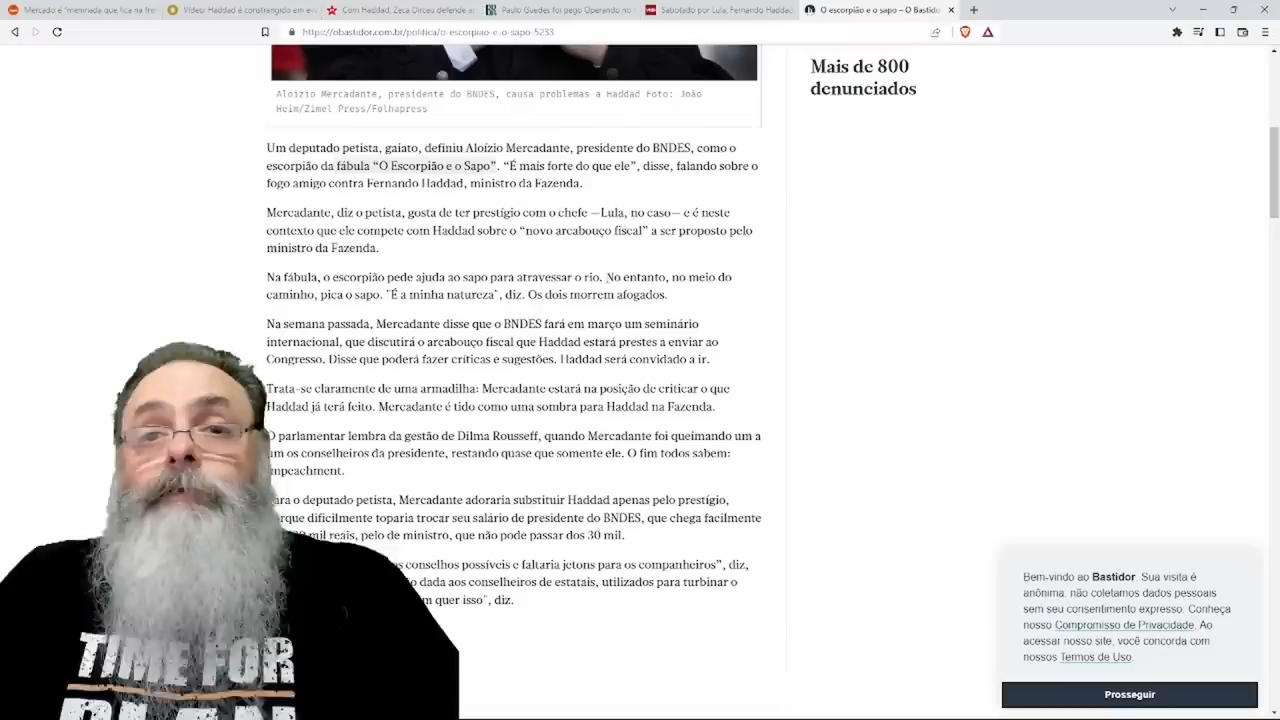 Mercado é "meninada que fica na fre
Vídeo: Haddad é constrangido em ev
Com Haddad, Zeca Dirceu defende a
Paulo Guedes foi pego Operando no
Sabotado por Lula, Fernando Haddad
O escorpião e o sapo – O Bastido
https://obastidor.com.br/politica/o-escorpiao-e-o-sapo-5233
Mais de 800
denunciados
Aloizio Mercadante, presidente do BNDES, causa problemas a Haddad Foto: João
Heim/Zimel Press/Folhapress
Um deputado petista, gaiato, definiu Aloízio Mercadante, presidente do BNDES, como o
escorpião da fábula “O Escorpião e o Sapo”. “É mais forte do que ele”, disse, falando sobre o
fogo amigo contra Fernando Haddad, ministro da Fazenda.
Mercadante, diz o petista, gosta de ter prestígio com o chefe —Lula, no caso— e é neste
contexto que ele compete com Haddad sobre o “novo arcabouço fiscal” a ser proposto pelo
ministro da Fazenda.
Na fábula, o escorpião pede ajuda ao sapo para atravessar o rio. No entanto, no meio do
caminho, pica o sapo. "É a minha natureza", diz. Os dois morrem afogados.
Na semana passada, Mercadante disse que o BNDES fará em março um seminário
internacional, que discutirá o arcabouço fiscal que Haddad estará prestes a enviar ao
Congresso. Disse que poderá fazer críticas e sugestões. Haddad será convidado a ir.
Trata-se claramente de uma armadilha: Mercadante estará na posição de criticar o que
Haddad já terá feito. Mercadante é tido como uma sombra para Haddad na Fazenda.
O parlamentar lembra da gestão de Dilma Rousseff, quando Mercadante foi queimando um a
um os conselheiros da presidente, restando quase que somente ele. O fim todos sabem:
impeachment.
Para o deputado petista, Mercadante adoraria substituir Haddad apenas pelo prestígio,
porque dificilmente toparia trocar seu salário de presidente do BNDES, que chega facilmente
mil reais, pelo de ministro, que não pode passar dos 30 mil.
conselhos possíveis e faltaria jetons para os companheiros”, diz,
dada aos conselheiros de estatais, utilizados para turbinar o
quer isso", diz.
TIME FOR
PLAN
Bem-vindo ao Bastidor. Sua visita é
anônima, não coletamos dados pessoais
sem seu consentimento expresso. Conheça
nosso Compromisso de Privacidade. Ao
acessar nosso site, você concorda com
nossos Termos de Uso.
Prosseguir